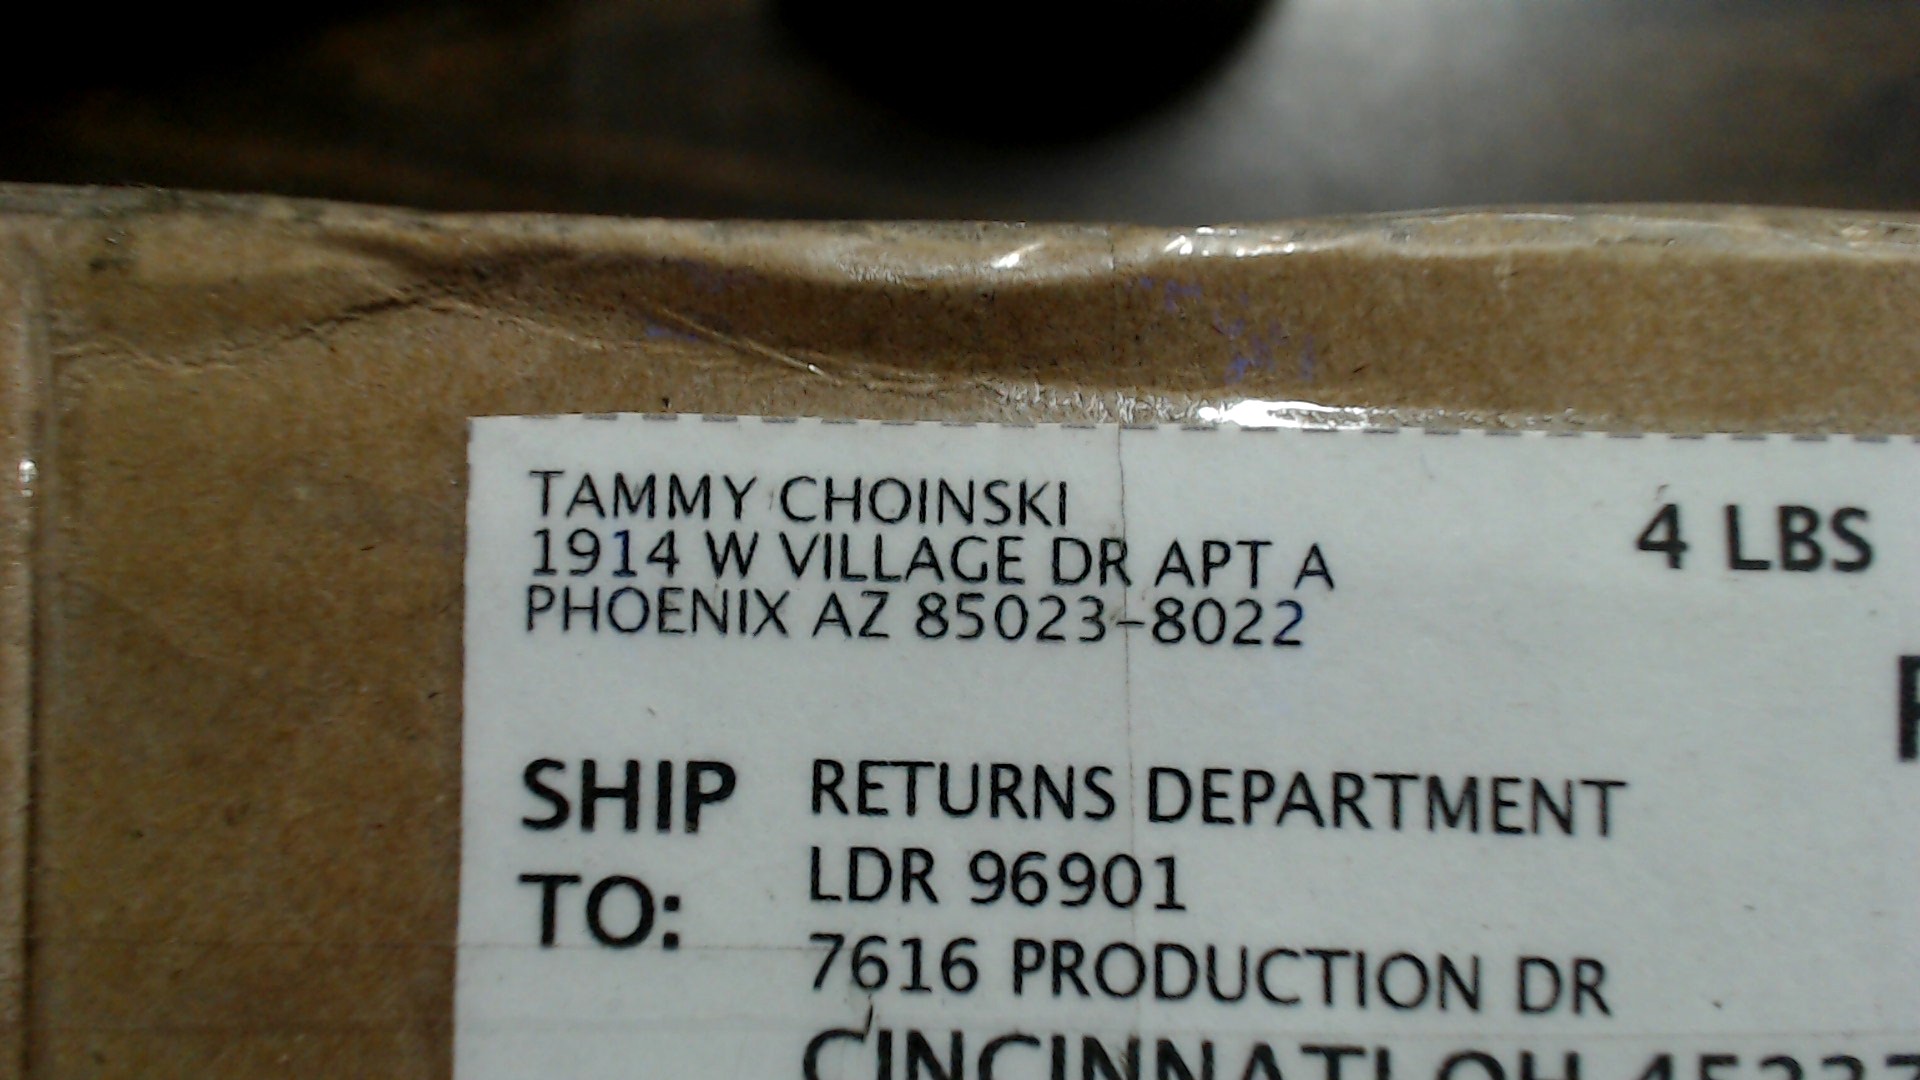 TAMMY CHOINSKI
1914 W VILLAGE DR APT A
PHOENIX AZ 85023-8022
4 LBS
SHIP TO:
RETURNS DEPARTMENT
LDR 96901
7616 PRODUCTION DR
CINCINNATI OH